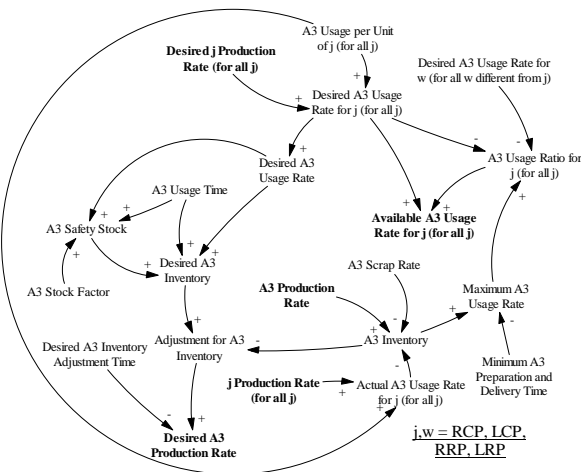 A3 Usage per Unit
of j (for all j)
Desired j Production
Rate (for all j)
Desired A3 Usage Rate for
w (for all w different from j)
+
+
Desired A3 Usage
Rate for j (for all j)
-
-
+
Desired A3
Usage Rate
A3 Usage Ratio for
j (for all j)
A3 Usage Time
+
+
+
+
+
A3 Safety Stock
Available A3 Usage
Rate for j (for all j)
+
+
+
+
+
Desired A3
Inventory
A3 Scrap Rate
A3 Stock Factor
A3 Production
Rate
Maximum A3
Usage Rate
+
-
+
-
Desired A3 Inventory
Adjustment Time
Adjustment for A3
Inventory
-
+
A3 Inventory
-
Minimum A3
Preparation and
Delivery Time
j Production Rate
(for all j)
+
Actual A3 Usage Rate
for j (for all j)
-
+
+
Desired A3
Production Rate
j,w = RCP, LCP,
RRP, LRP